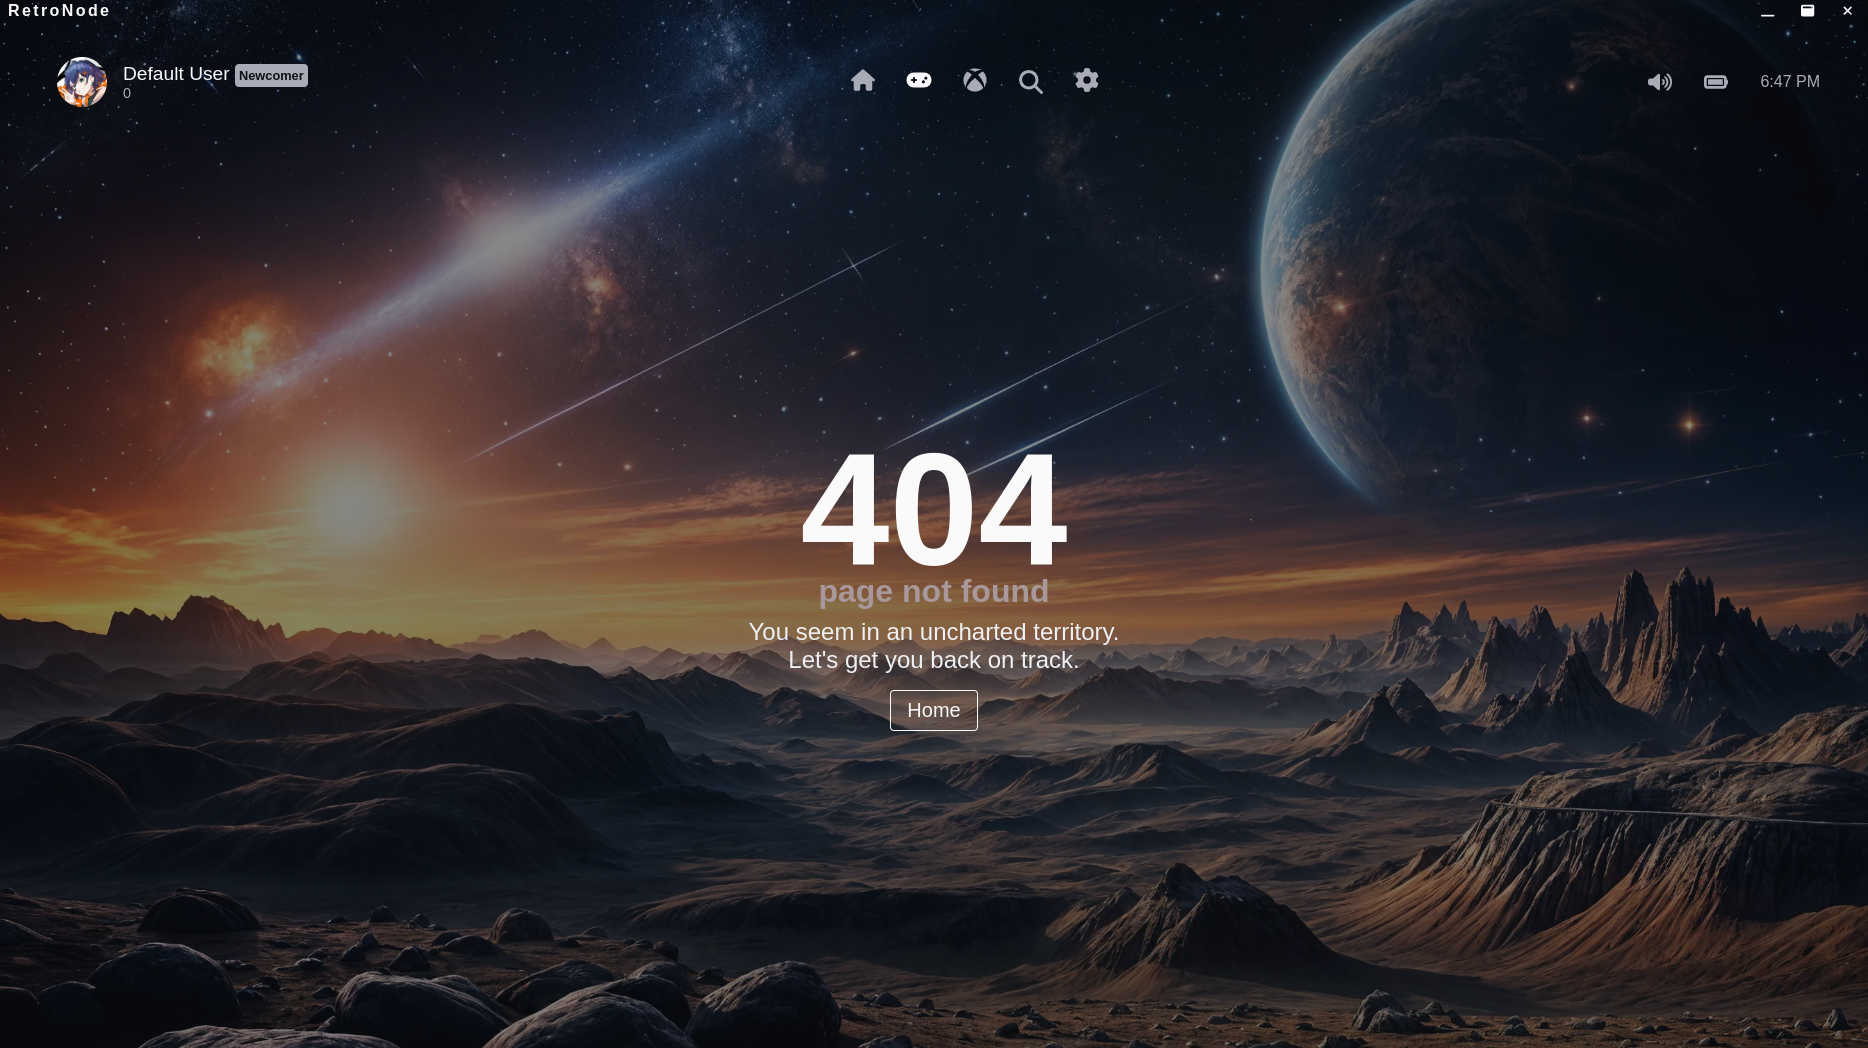 RetroNode
Default User Newcomer
0
6:47 PM
404
page not found
You seem in an uncharted territory.
Let's get you back on track.
Home